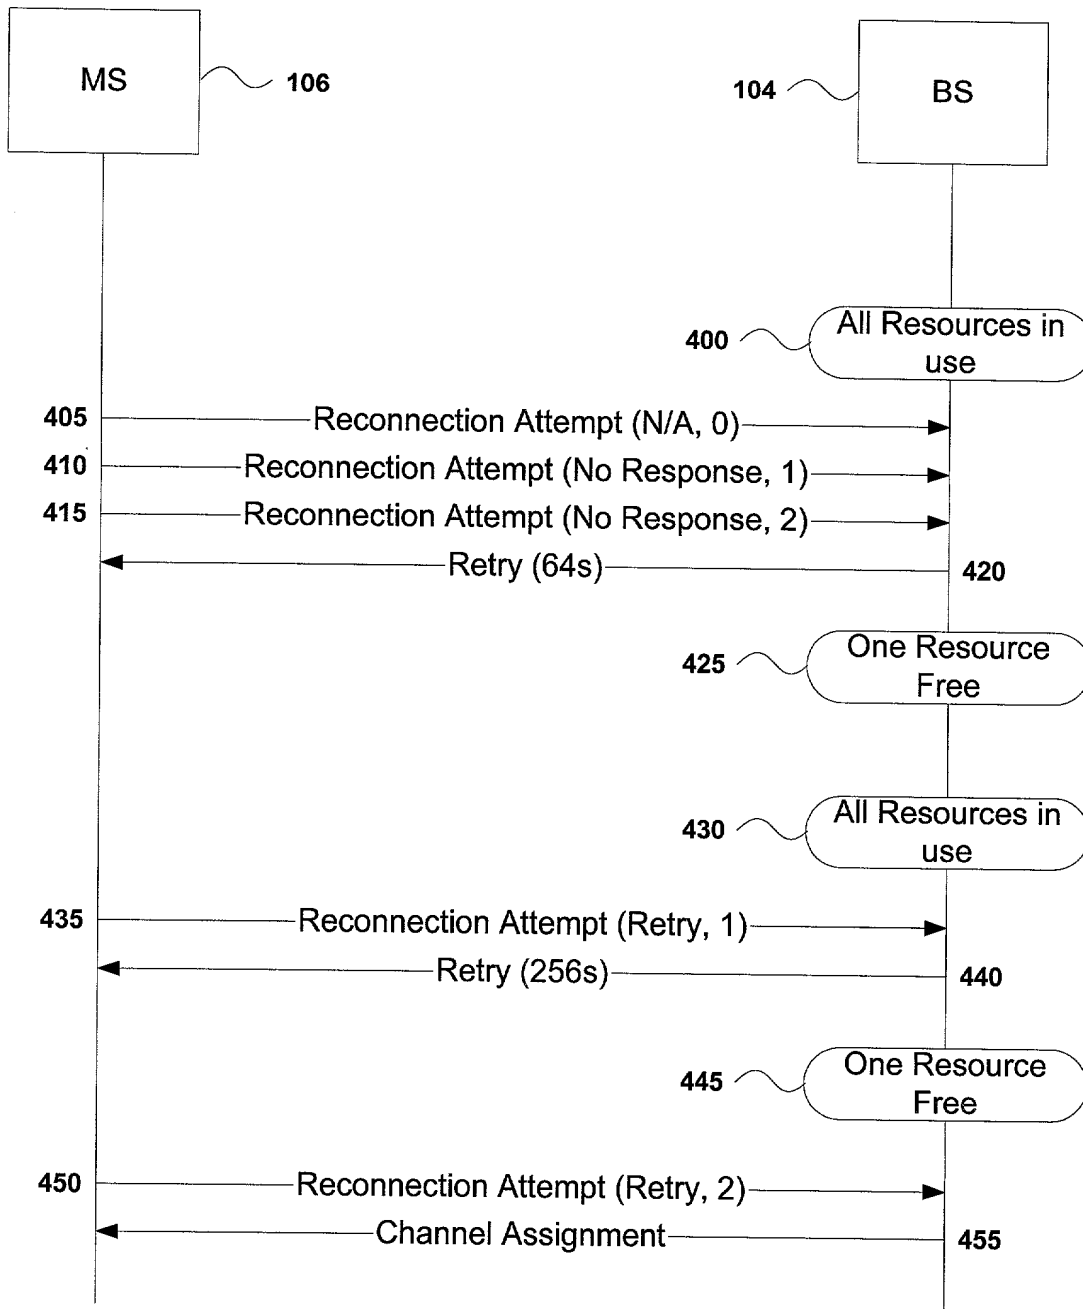 MS
106
104
BS
400
All Resources in
use
405
Reconnection Attempt (N/A, 0)
410
Reconnection Attempt (No Response, 1)
415
Reconnection Attempt (No Response, 2)
Retry (64s)
420
425
One Resource
Free
430
All Resources in
use
435
Reconnection Attempt (Retry, 1)
Retry (256s)
440
445
One Resource
Free
450
Reconnection Attempt (Retry, 2)
Channel Assignment
455